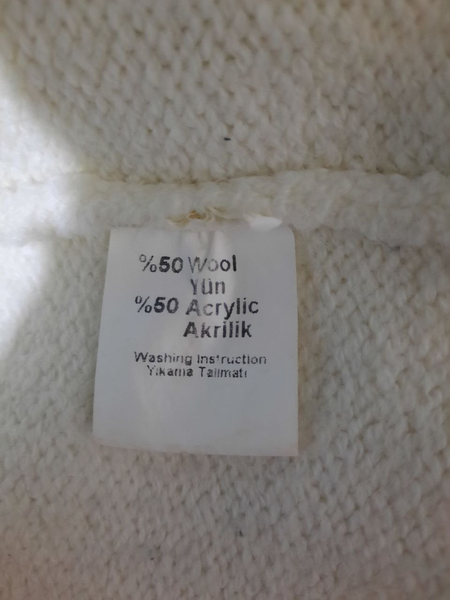 %50 Wool
Yün
%50 Acrylic
Akrilik
Washing Instruction
Yıkama Talimatı